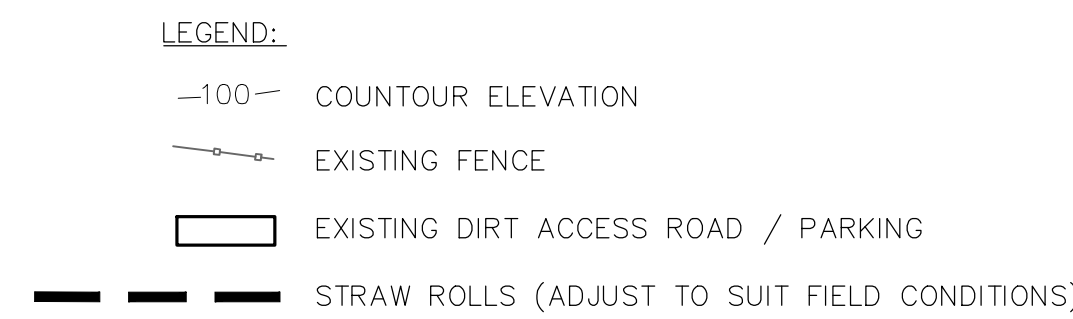 LEGEND:
100 COUNTOUR ELEVATION
EXISTING FENCE
EXISTING DIRT ACCESS ROAD / PARKING
STRAW ROLLS (ADJUST TO SUIT FIELD CONDITIONS)